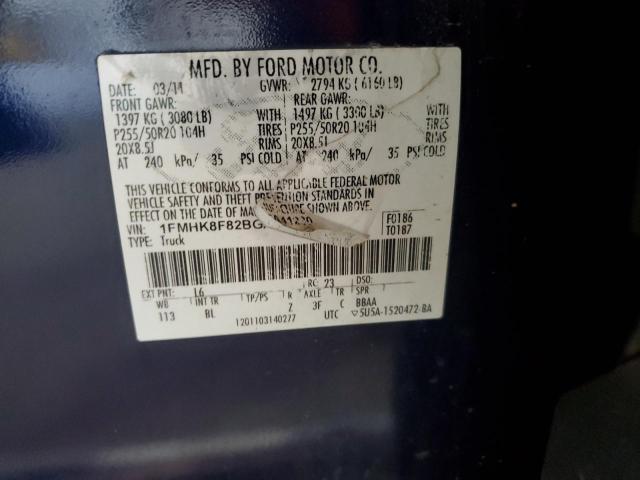 MFD. BY FORD MOTOR CO.
DATE: 03/11 GVWR: 2794 KG ( 6160 LB)
FRONT GAWR: REAR GAWR:
1397 KG ( 3080 LB) WITH 1497 KG ( 3300 LB) WITH
P255/50R20 104H TIRES P255/50R20 104H TIRES
20X8.5J RIMS 20X8.5J RIMS
AT 240 kPa/ 35 PSI COLD AT 240 kPa/ 35 PSI COLD
THIS VEHICLE CONFORMS TO ALL APPLICABLE FEDERAL MOTOR
VEHICLE SAFETY AND THEFT PREVENTION STANDARDS IN
EFFECT ON THE DATE OF MANUFACTURE SHOWN ABOVE.
VIN: F0186
TYPE: Truck T0187
EXT PNT: L6 RC: 23 DSO:
WB INT TR TP/PS R AXLE TR SPR
113 BL Z 3F C BBAA
1201103140277 UTC ▽5U5A-1520472-BA